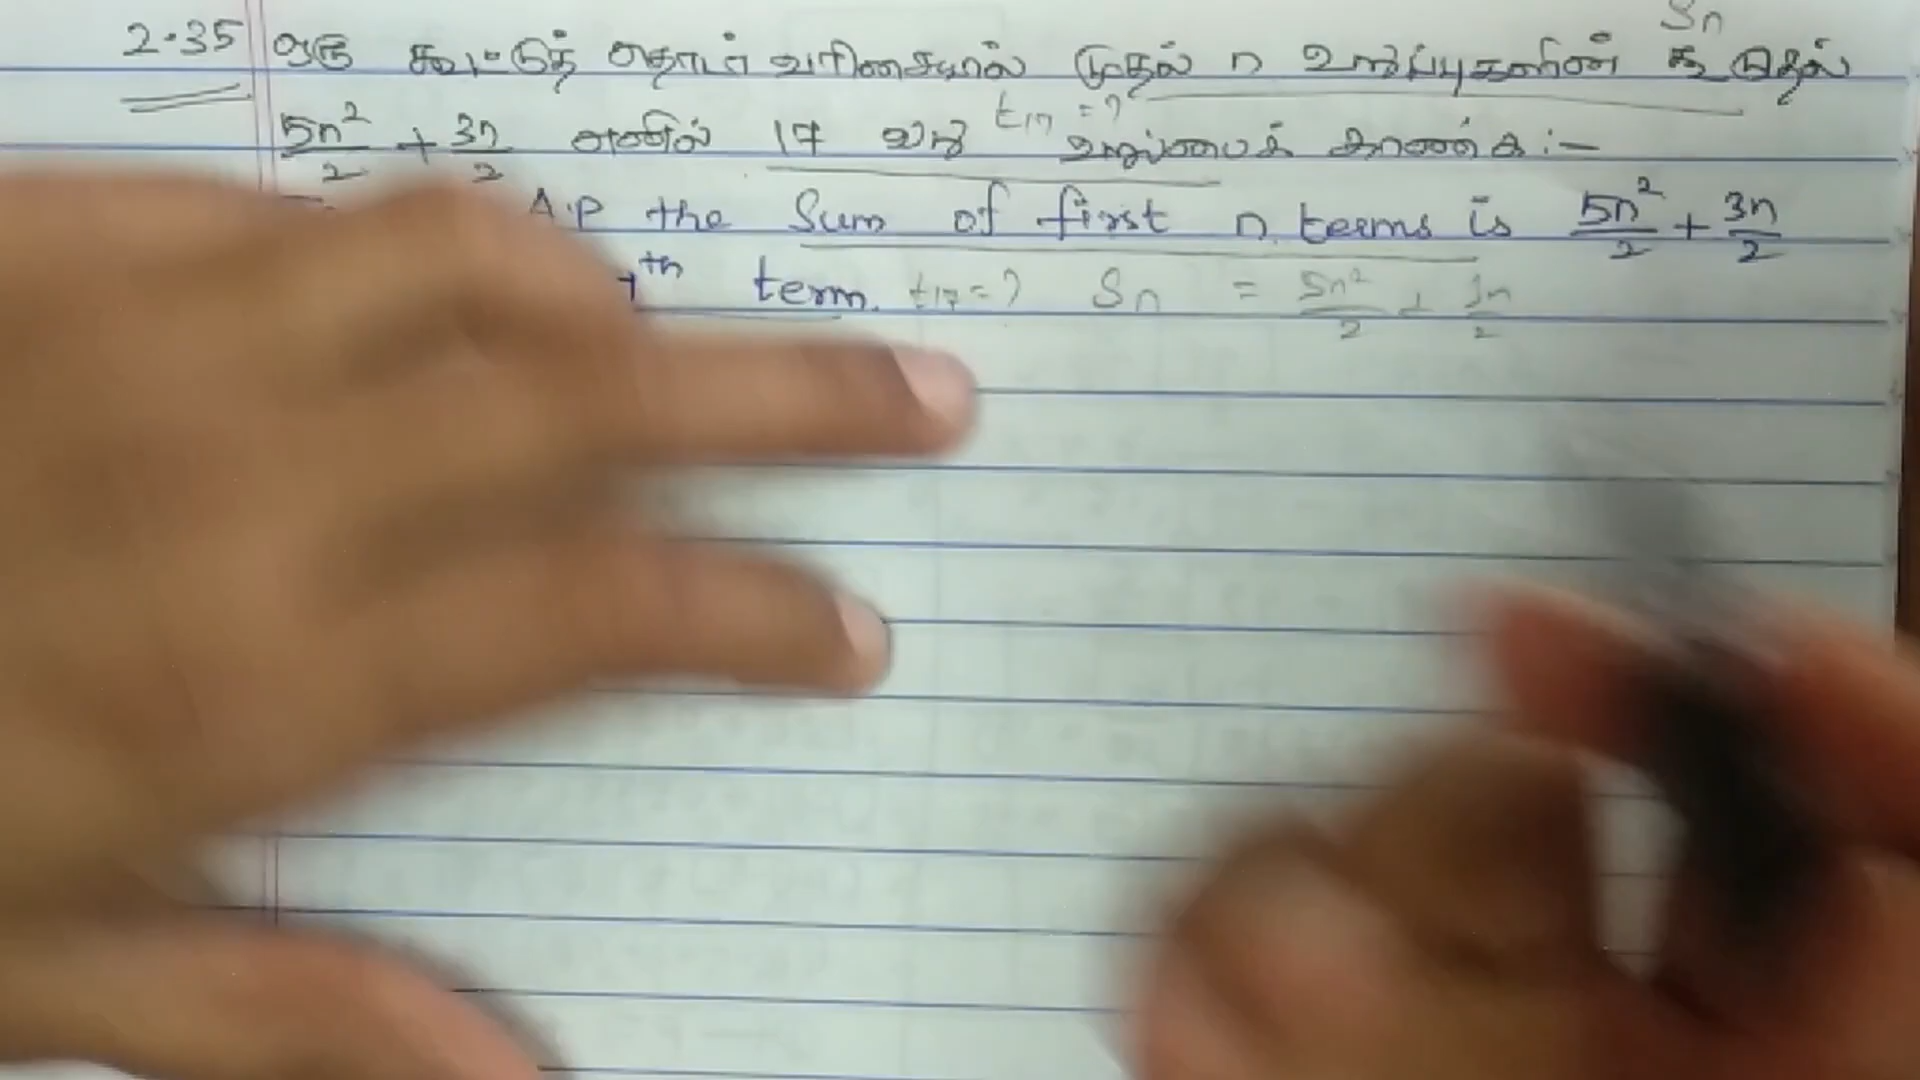 Sn
2.35 ஒரு கூட்டுத் தொடர் வரிசையில் முதல் n உறுப்புகளின் கூடுதல்
t17 = ?
5n²/2 + 3n/2 எனில் 17 வது உறுப்பைக் காண்க :-
A.P the Sum of first n terms is 5n²/2 + 3n/2
th term. t17 = ? Sn = 5n²/2 + 3n/2